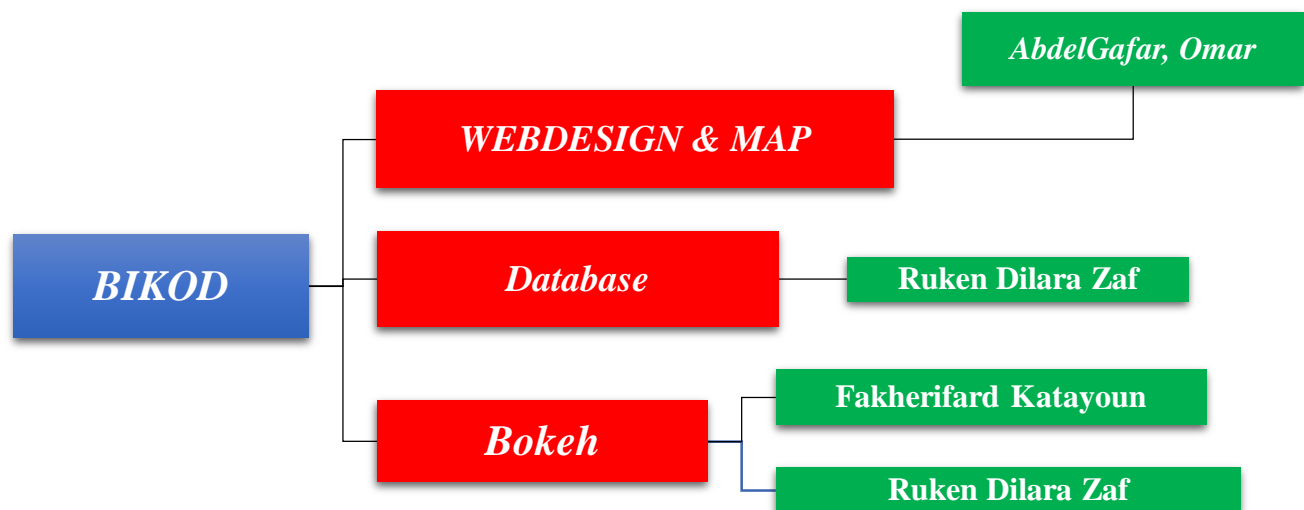 AbdelGafar, Omar
WEBDESIGN & MAP
BIKOD
Database
Ruken Dilara Zaf
Bokeh
Fakherifard Katayoun
Ruken Dilara Zaf